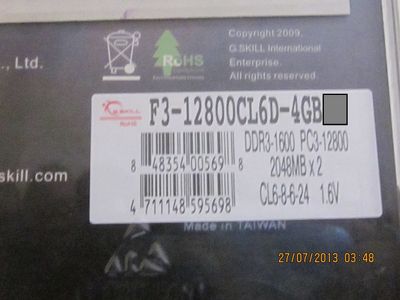 Copyright 2009,
G.SKILL International
Enterprise.
All rights reserved.
., Ltd.
RoHS
G.SKILL
RoHS
F3-12800CL6D-4GB
DDR3-1600 PC3-12800
2048MB x 2
CL6-8-6-24 1.6V
8 48354 00569 8
4 711148 595698
skill.com
Made in TAIWAN
27/07/2013 03:48